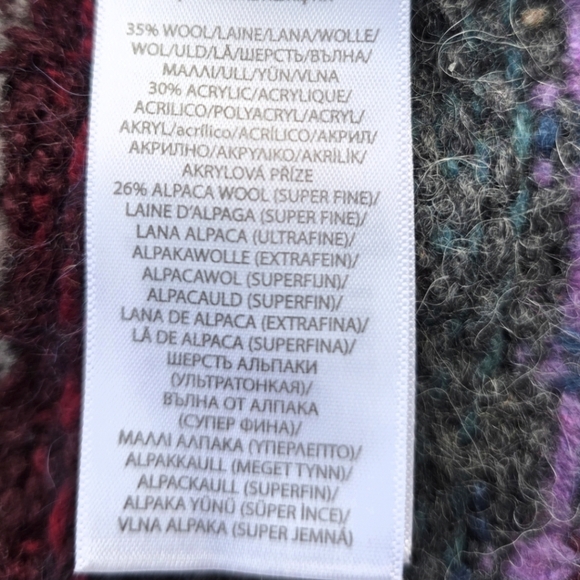 35% WOOL/LAINE/LANA/WOLLE/
WOL/ULD/LÃ/ШЕРСТЬ/ВЪЛНА/
ΜΑΛΛΙ/ULL/YÜN/VLNA
30% ACRYLIC/ACRYLIQUE/
ACRILICO/POLYACRYL/ACRYL/
AKRYL/acrílico/ACRÍLICO/АКРИЛ/
АКРИЛНО/ΑΚΡΥΛΙΚΟ/AKRİLİK/
AKRYLOVÁ PŘÍZE
26% ALPACA WOOL (SUPER FINE)/
LAINE D'ALPAGA (SUPER FINE)/
LANA ALPACA (ULTRAFINE)/
ALPAKAWOLLE (EXTRAFEIN)/
ALPACAWOL (SUPERFIJN)/
ALPACAULD (SUPERFIN)/
LANA DE ALPACA (EXTRAFINA)/
LÃ DE ALPACA (SUPERFINA)/
ШЕРСТЬ АЛЬПАКИ
(УЛЬТРАТОНКАЯ)/
ВЪЛНА ОТ АЛПАКА
(СУПЕР ФИНА)/
ΜΑΛΛΙ ΑΛΠΑΚΑ (ΥΠΕΡΛΕΠΤΟ)/
ALPAKKAULL (MEGET TYNN)/
ALPACKAULL (SUPERFIN)/
ALPAKA YÜNÜ (SÜPER İNCE)/
VLNA ALPAKA (SUPER JEMNÁ)